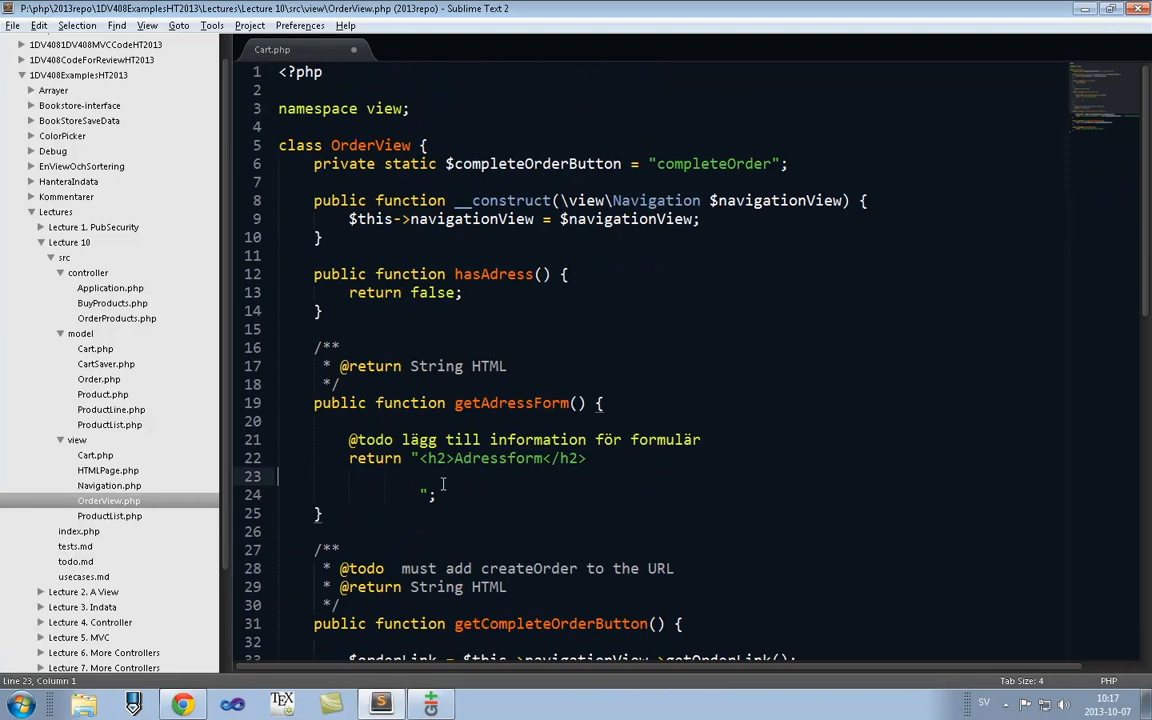 P:\php\2013repo\1DV408ExamplesHT2013\Lectures\Lecture 10\src\view\OrderView.php (2013repo) - Sublime Text 2
File Edit Selection Find View Goto Tools Project Preferences Help
1DV4081DV408MVCCodeHT2013
1DV408CodeForReviewHT2013
1DV408ExamplesHT2013
Arrayer
Bookstore-interface
BookStoreSaveData
ColorPicker
Debug
EnViewOchSortering
HanteraIndata
Kommentarer
Lectures
Lecture 1. PubSecurity
Lecture 10
src
controller
Application.php
BuyProducts.php
OrderProducts.php
model
Cart.php
CartSaver.php
Order.php
Product.php
ProductLine.php
ProductList.php
view
Cart.php
HTMLPage.php
Navigation.php
OrderView.php
ProductList.php
index.php
tests.md
todo.md
usecases.md
Lecture 2. A View
Lecture 3. Indata
Lecture 4. Controller
Lecture 5. MVC
Lecture 6. More Controllers
Lecture 7. More Controllers
Cart.php
1 <?php
2
3 namespace view;
4
5 class OrderView {
6 private static $completeOrderButton = "completeOrder";
7
8 public function __construct(\view\Navigation $navigationView) {
9 $this->navigationView = $navigationView;
10 }
11
12 public function hasAdress() {
13 return false;
14 }
15
16 /**
17 * @return String HTML
18 */
19 public function getAdressForm() {
20
21 @todo lägg till information för formulär
22 return "<h2>Adressform</h2>
23
24 ";
25 }
26
27 /**
28 * @todo  must add createOrder to the URL
29 * @return String HTML
30 */
31 public function getCompleteOrderButton() {
32
33 $orderLink = $this->navigationView->getOrderLink();
Line 23, Column 1
Tab Size: 4
PHP
SV
10:17
2013-10-07